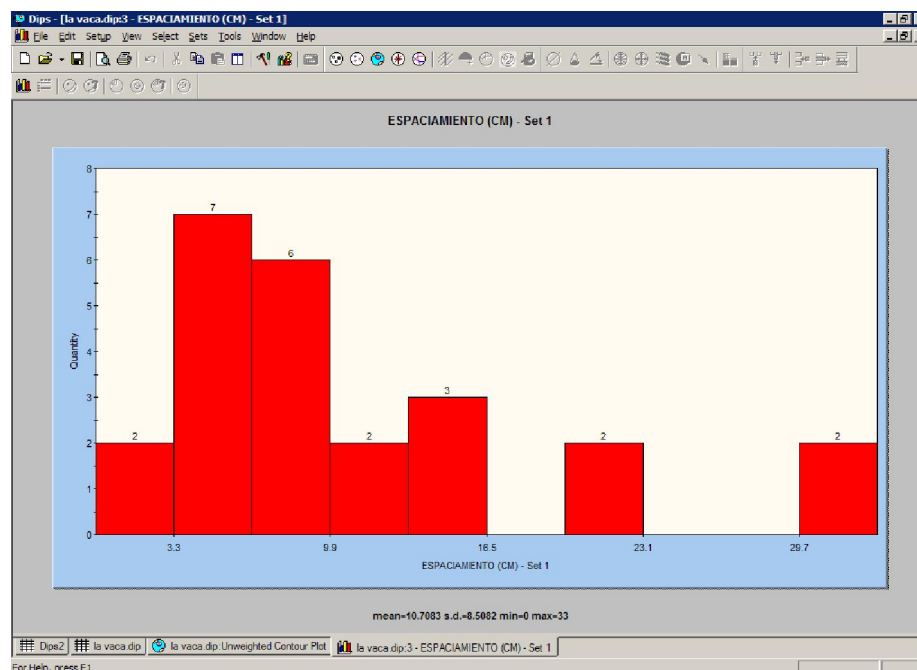 Dips - [la vaca.dip:3 - ESPACIAMIENTO (CM) - Set 1]
File Edit Setup View Select Sets Tools Window Help
ESPACIAMIENTO (CM) - Set 1
8
7
6
5
4
3
2
1
0
Quantity
2
7
6
2
3
2
2
3.3
9.9
16.5
23.1
29.7
ESPACIAMIENTO (CM) - Set 1
mean=10.7083 s.d.=8.5082 min=0 max=33
Dips2 la vaca.dip la vaca.dip:Unweighted Contour Plot la vaca.dip:3 - ESPACIAMIENTO (CM) - Set 1
For Help, press F1